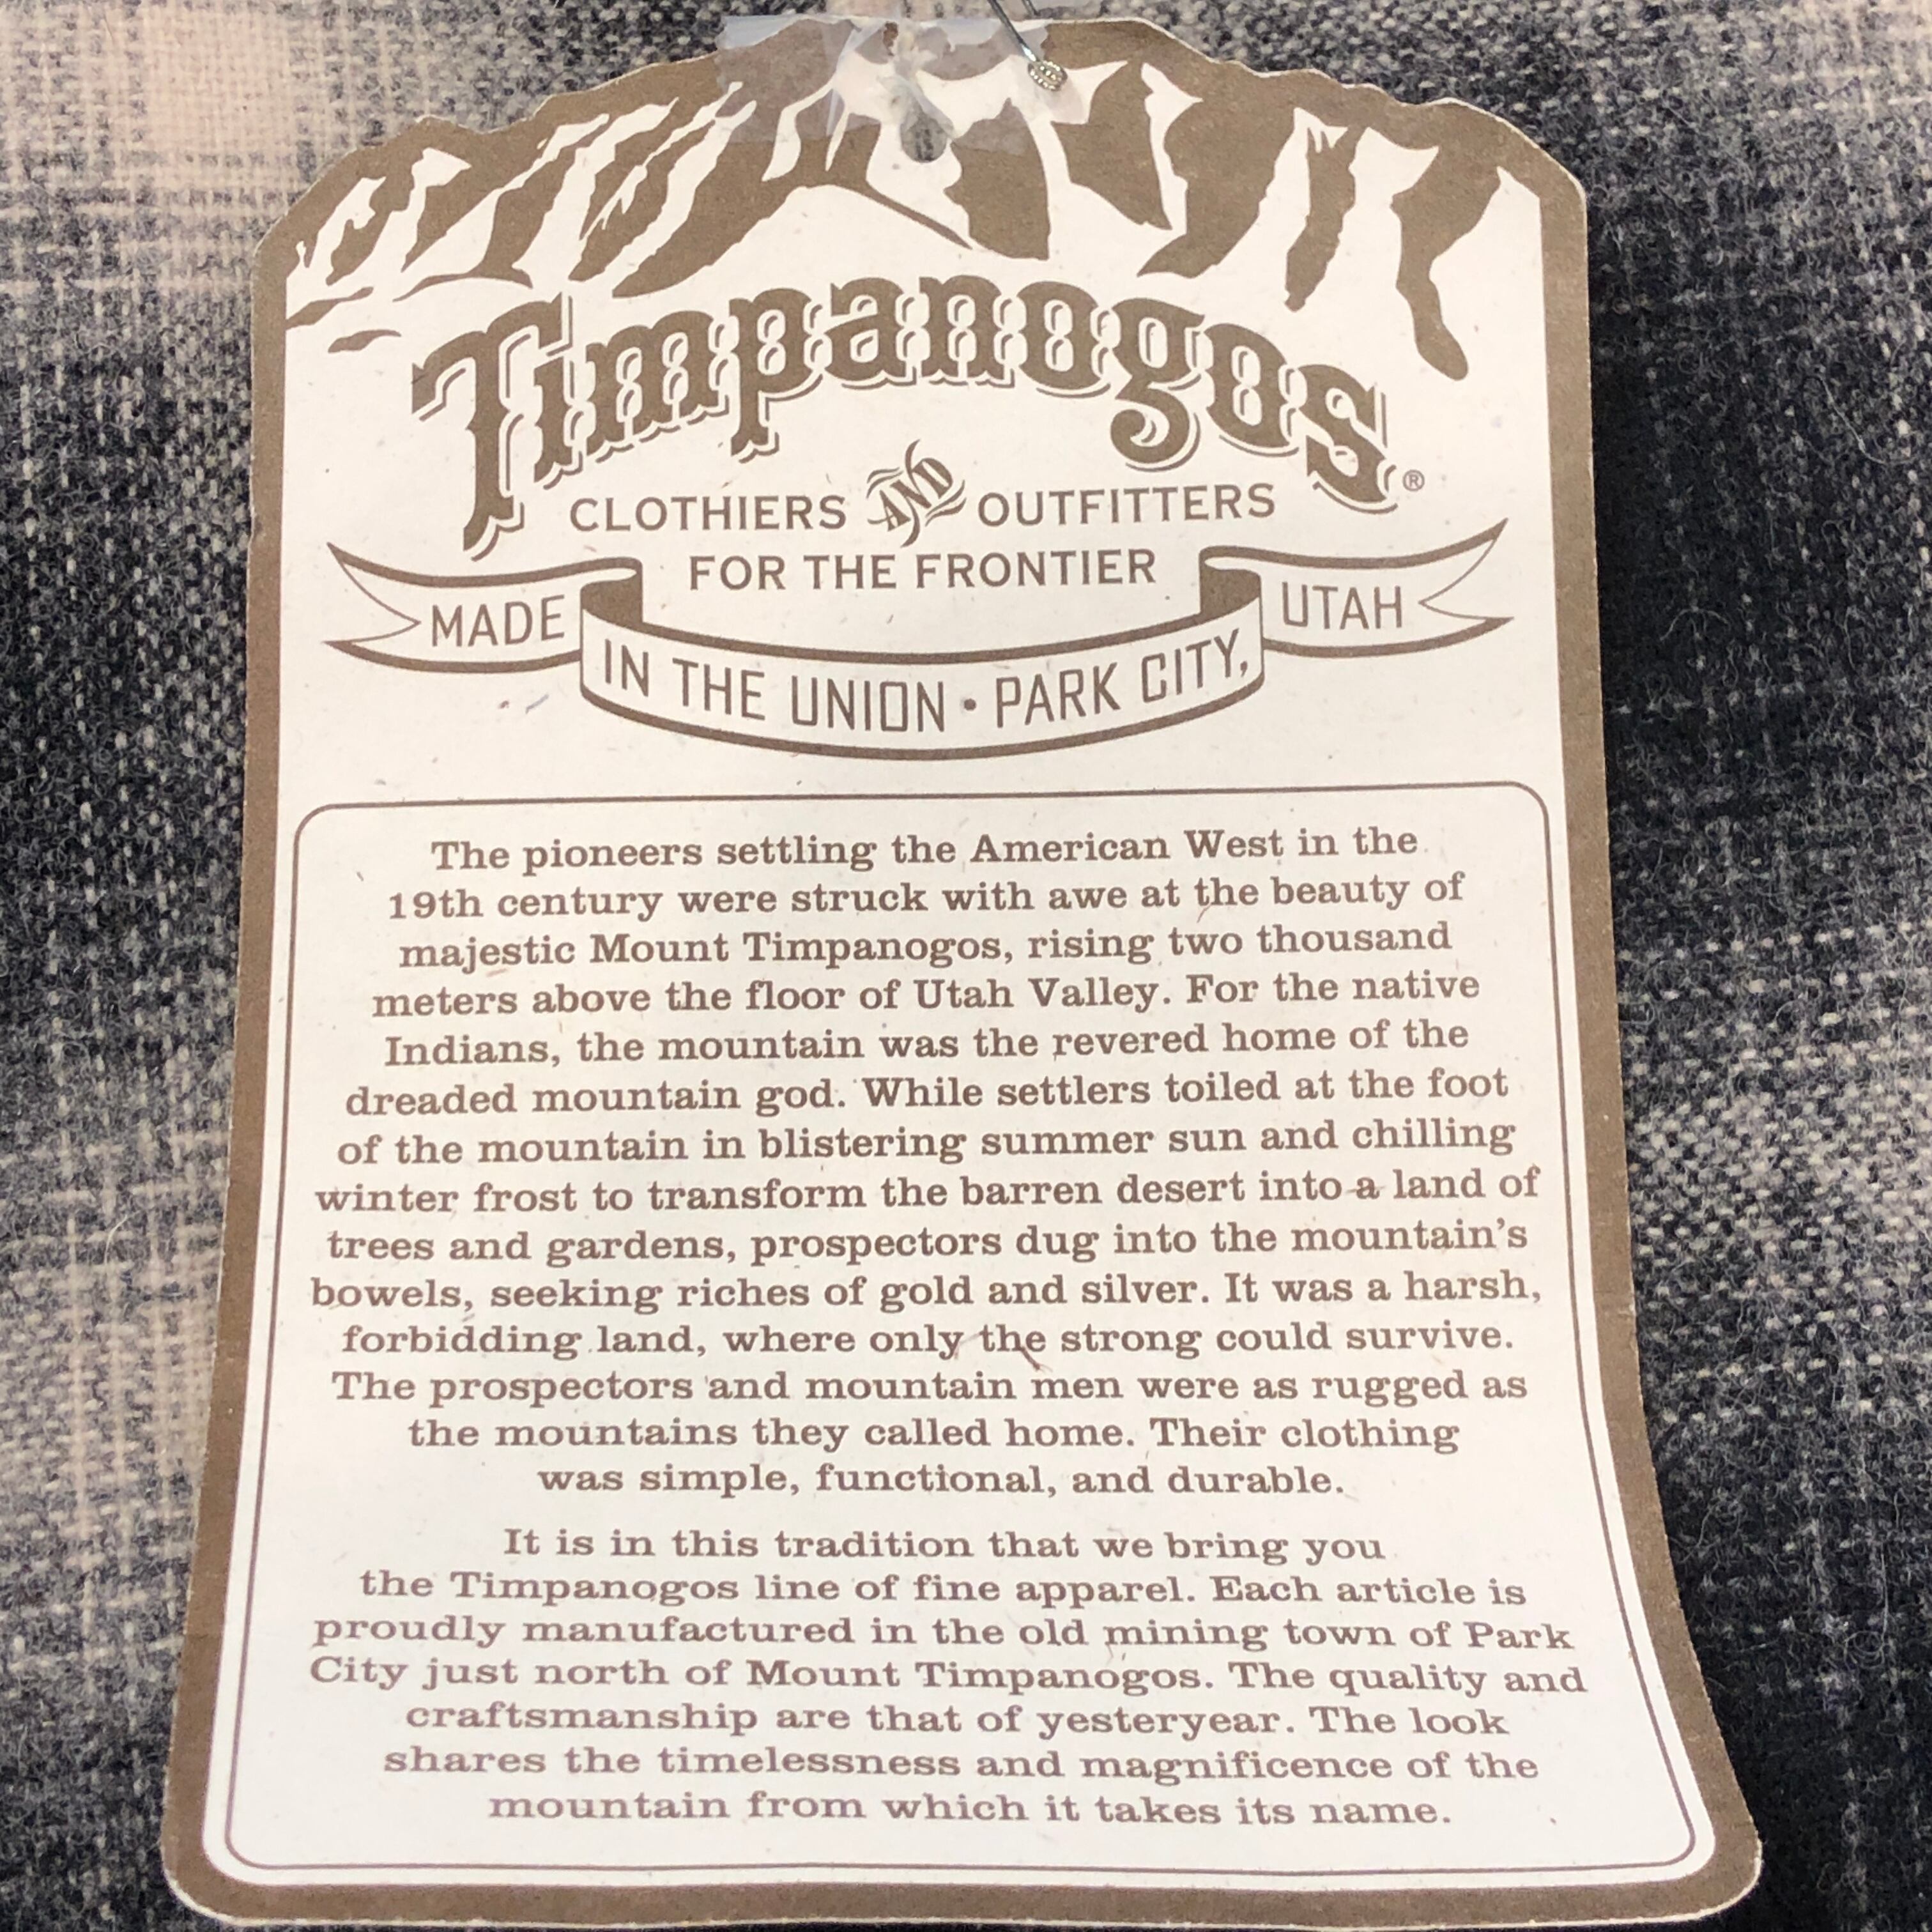 Timpanogos®
CLOTHIERS AND OUTFITTERS
FOR THE FRONTIER
MADE IN THE UNION • PARK CITY, UTAH
The pioneers settling the American West in the
19th century were struck with awe at the beauty of
majestic Mount Timpanogos, rising two thousand
meters above the floor of Utah Valley. For the native
Indians, the mountain was the revered home of the
dreaded mountain god. While settlers toiled at the foot
of the mountain in blistering summer sun and chilling
winter frost to transform the barren desert into a land of
trees and gardens, prospectors dug into the mountain's
bowels, seeking riches of gold and silver. It was a harsh,
forbidding land, where only the strong could survive.
The prospectors and mountain men were as rugged as
the mountains they called home. Their clothing
was simple, functional, and durable.
It is in this tradition that we bring you
the Timpanogos line of fine apparel. Each article is
proudly manufactured in the old mining town of Park
City just north of Mount Timpanogos. The quality and
craftsmanship are that of yesteryear. The look
shares the timelessness and magnificence of the
mountain from which it takes its name.